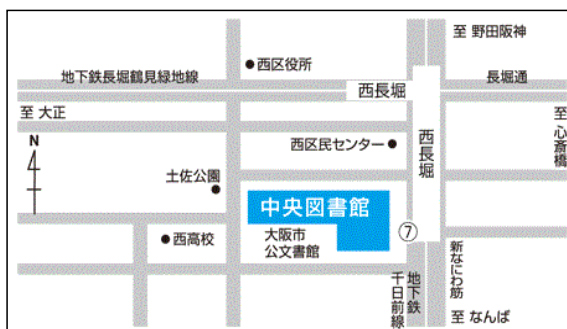 至 野田阪神
西区役所
地下鉄長堀鶴見緑地線
長堀通
西長堀
至 大正
至 心斎橋
N
西区民センター
西長堀
土佐公園
中央図書館
⑦
大阪市
公文書館
西高校
新なにわ筋
地下鉄
千日前線
至 なんば